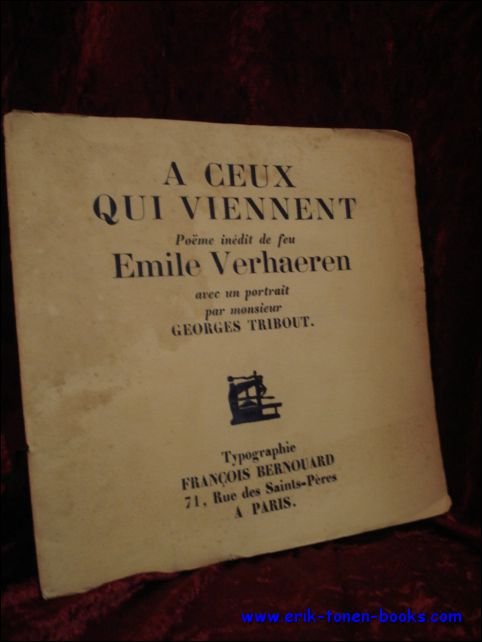 A CEUX
QUI VIENNENT
Poëme inédit de feu
Emile Verhaeren
avec un portrait
par monsieur
GEORGES TRIBOUT.
Typographie
FRANÇOIS BERNOUARD
71, Rue des Saints-Pères
A PARIS.
www.erik-tonen-books.com